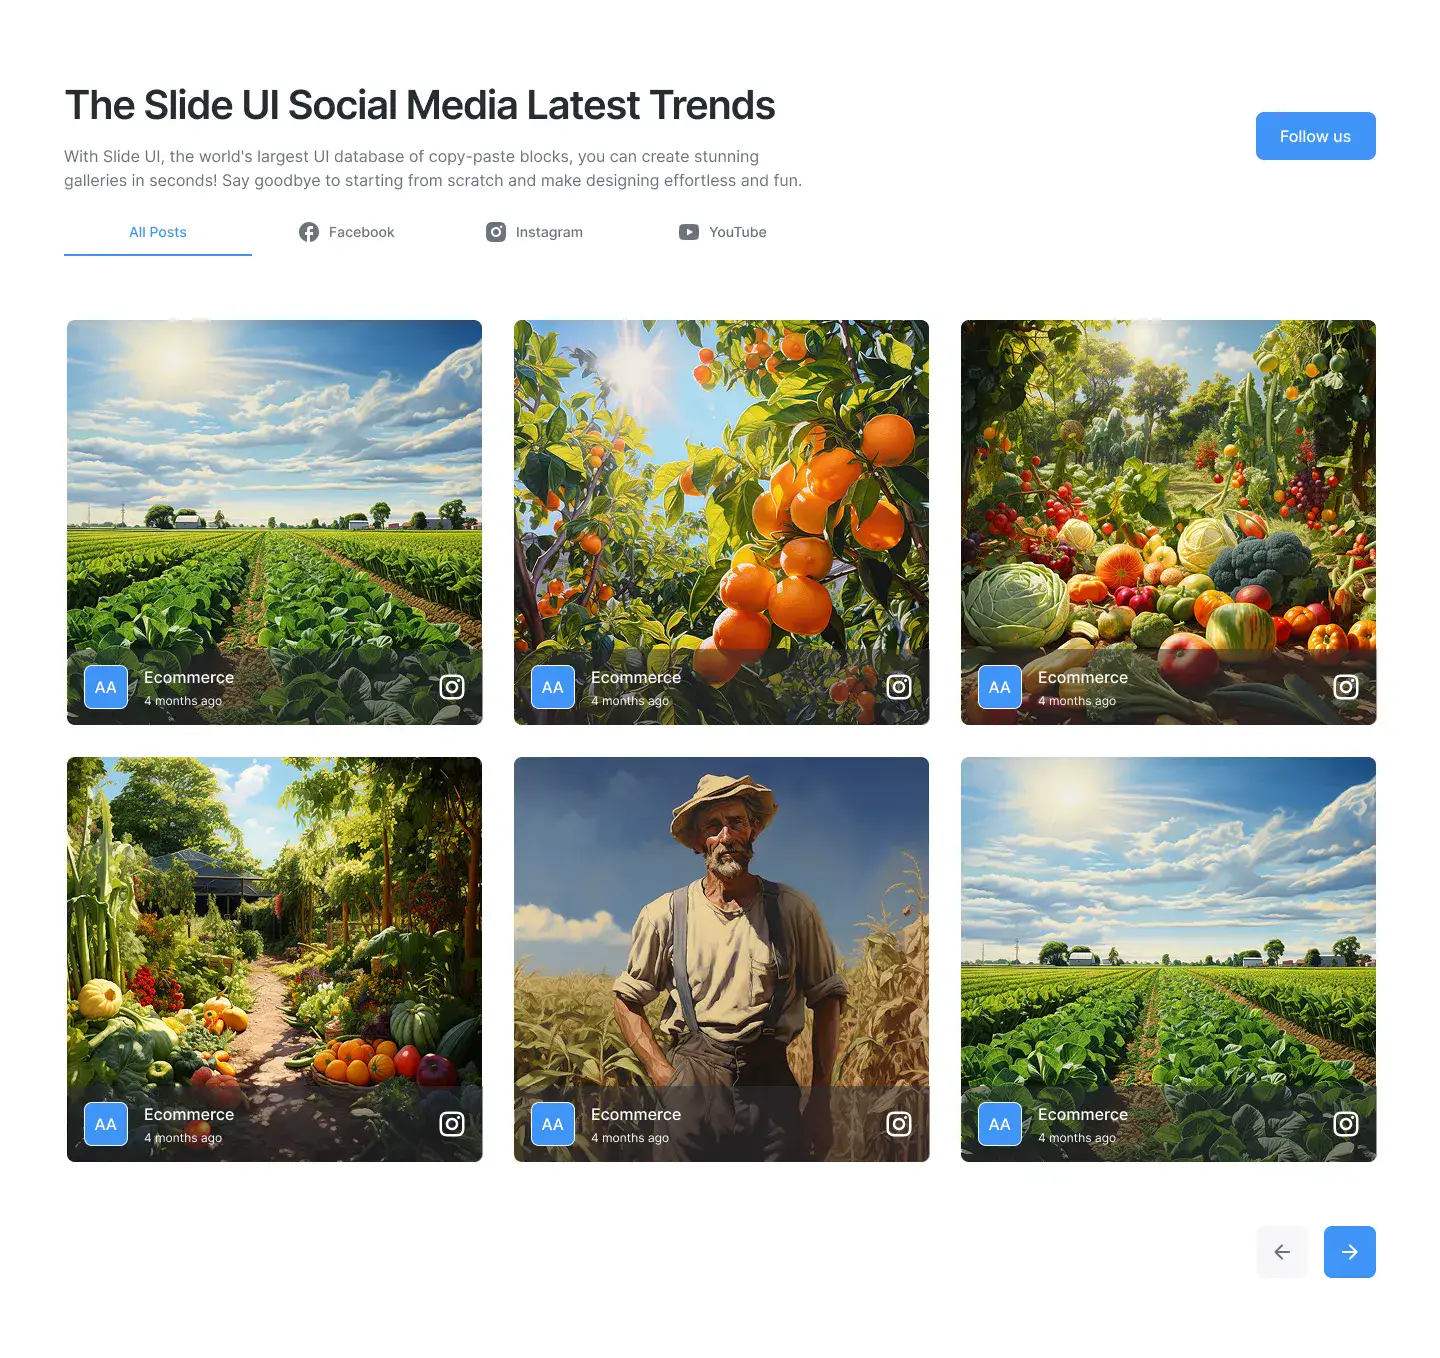 The Slide UI Social Media Latest Trends
Follow us
With Slide UI, the world's largest UI database of copy-paste blocks, you can create stunning
galleries in seconds! Say goodbye to starting from scratch and make designing effortless and fun.
All Posts
Facebook
Instagram
YouTube
AA
Ecommerce
4 months ago
AA
Ecommerce
4 months ago
AA
Ecommerce
4 months ago
AA
Ecommerce
4 months ago
AA
Ecommerce
4 months ago
AA
Ecommerce
4 months ago